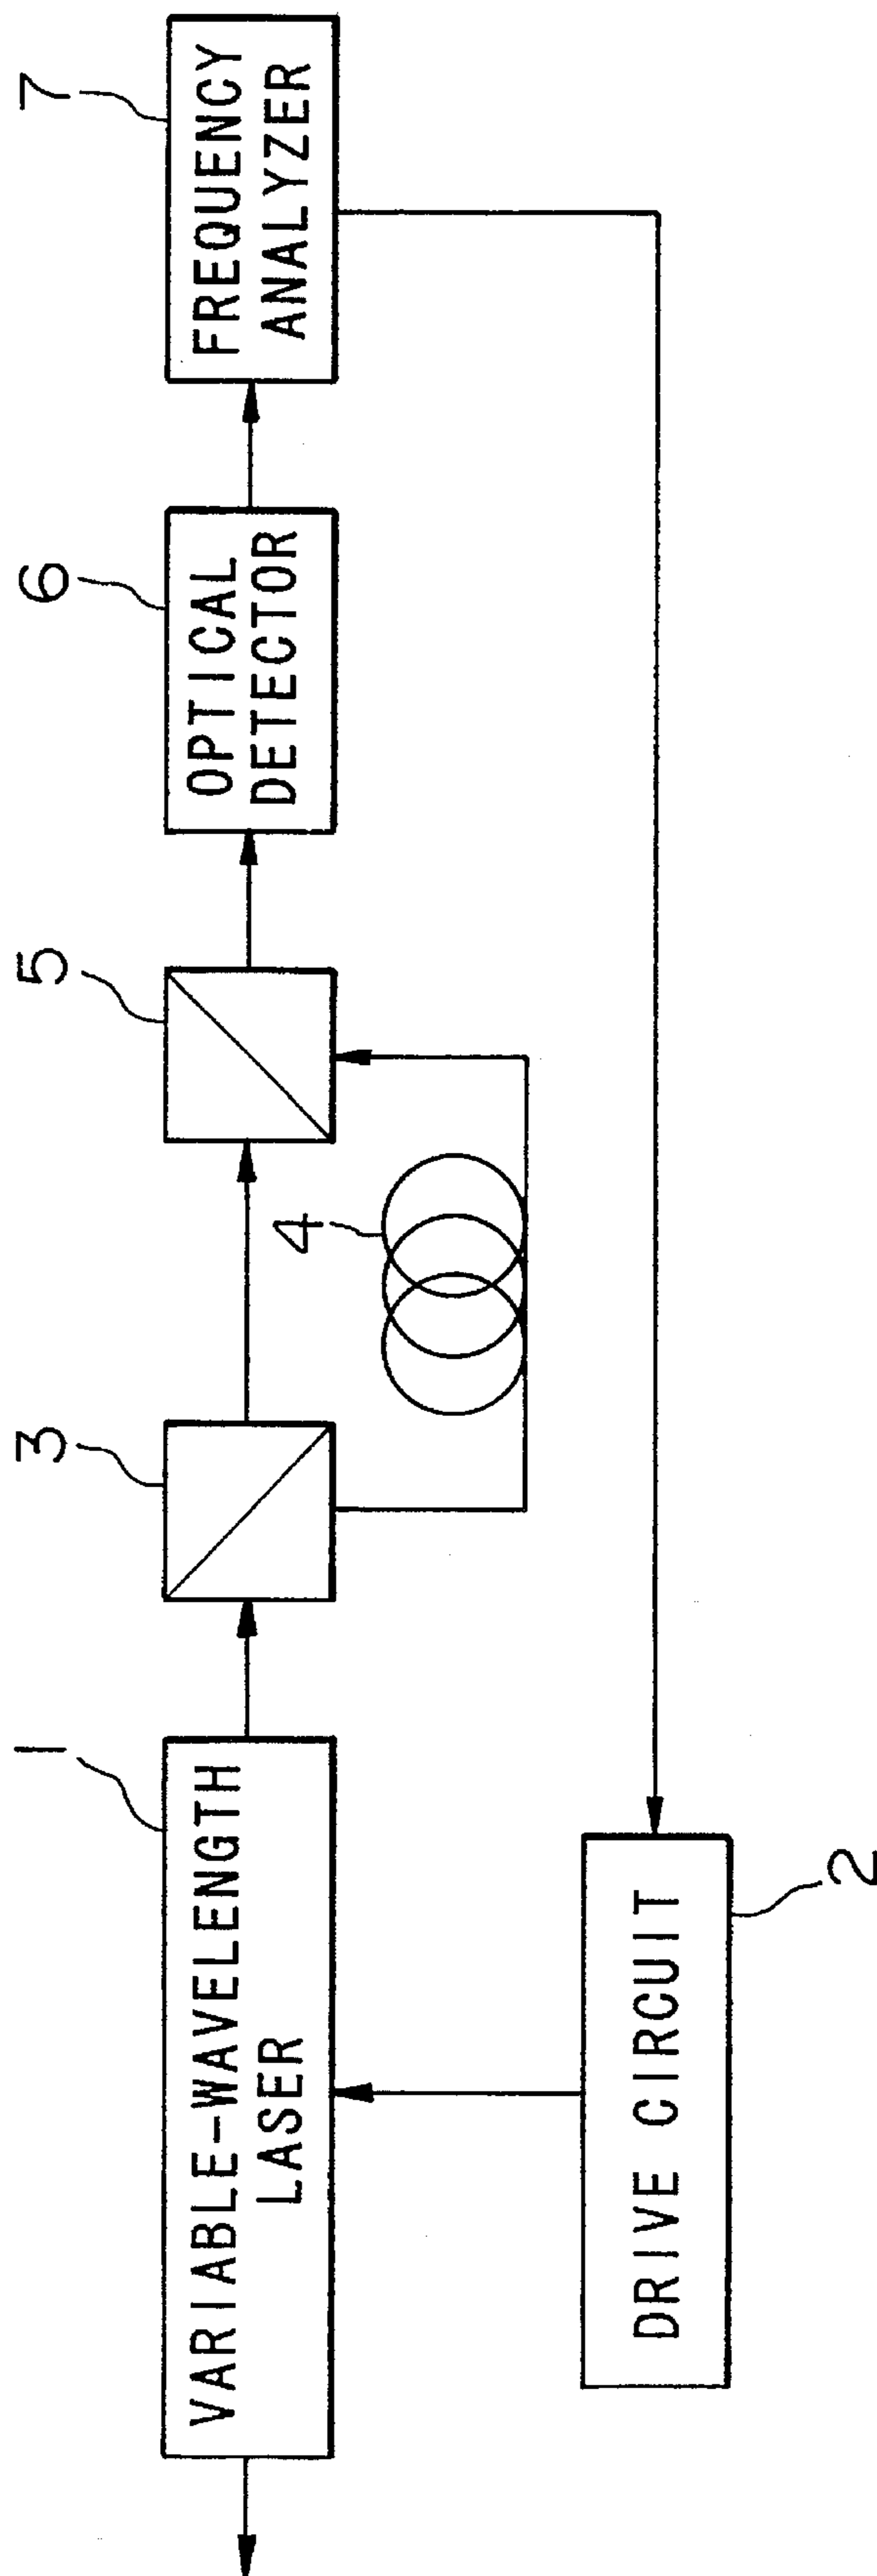 1
VARIABLE-WAVELENGTH
LASER
3
4
5
6
OPTICAL
DETECTOR
7
FREQUENCY
ANALYZER
DRIVE CIRCUIT
2